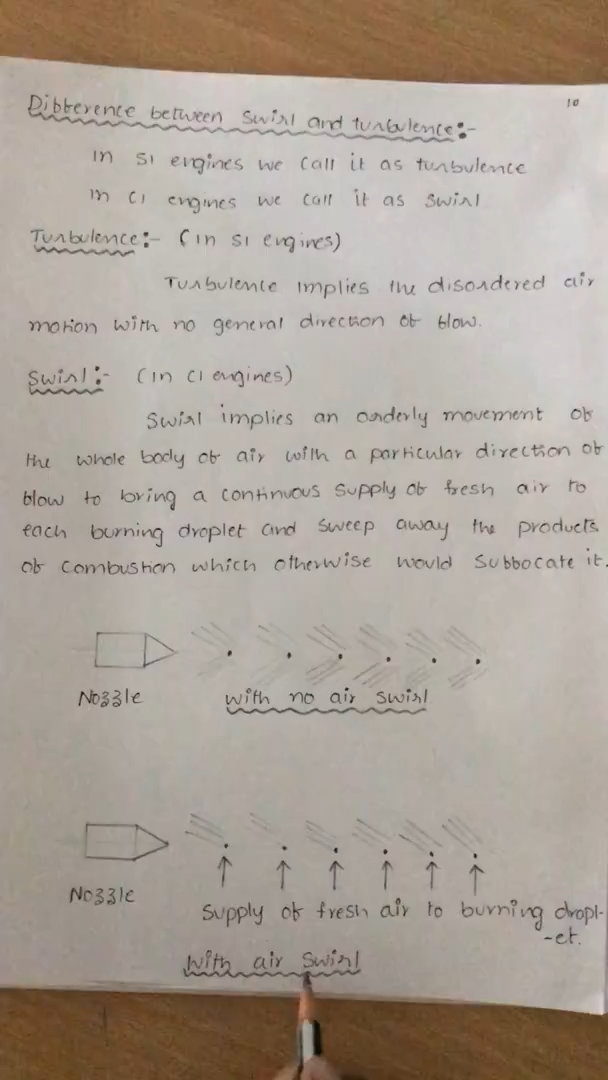 10
Difference between Swirl and turbulence:-
In SI engines we call it as turbulence
In CI engines we call it as swirl
Turbulence:- (In SI engines)
Turbulence implies the disordered air
motion with no general direction of flow.
Swirl:- (In CI engines)
Swirl implies an orderly movement of
the whole body of air with a particular direction of
flow to bring a continuous supply of fresh air to
each burning droplet and sweep away the products
of combustion which otherwise would suffocate it.
Nozzle
With no air swirl
Nozzle
Supply of fresh air to burning dropl-
-et.
With air swirl